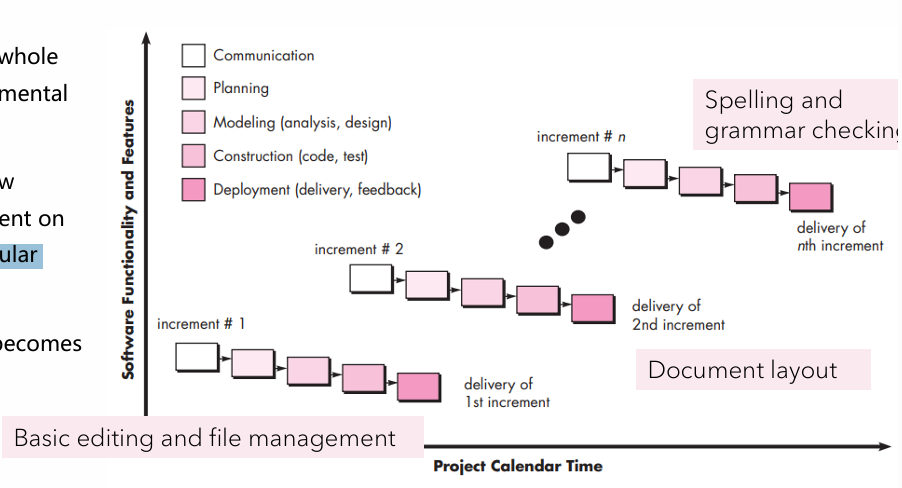 whole
mental
w
ent on
ular
becomes
Software Functionality and Features
Communication
Planning
Modeling (analysis, design)
Construction (code, test)
Deployment (delivery, feedback)
Spelling and
grammar checking
increment # n
delivery of
nth increment
increment # 2
delivery of
2nd increment
Document layout
increment # 1
delivery of
1st increment
Basic editing and file management
Project Calendar Time